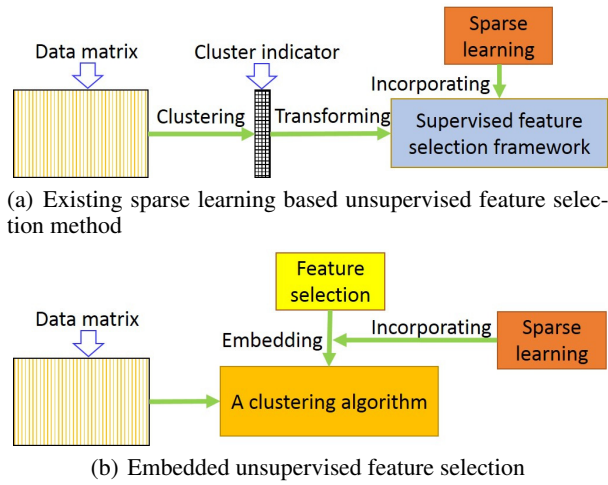 Sparse
learning
Data matrix
Cluster indicator
Incorporating
Clustering
Transforming
Supervised feature
selection framework
(a) Existing sparse learning based unsupervised feature selec-
tion method
Feature
selection
Data matrix
Embedding
Incorporating
Sparse
learning
A clustering algorithm
(b) Embedded unsupervised feature selection